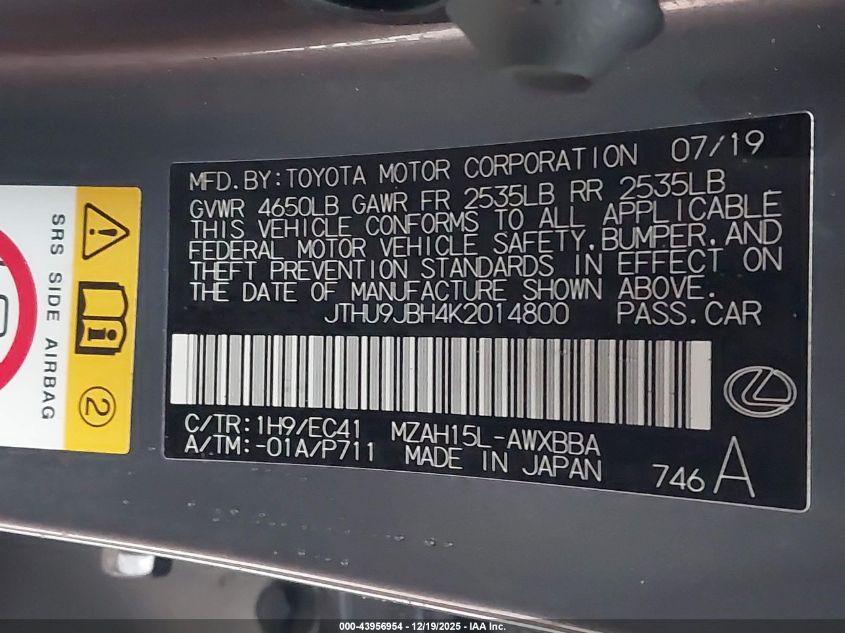 MFD.BY:TOYOTA MOTOR CORPORATION 07/19
GVWR 4650LB GAWR FR 2535LB RR 2535LB
THIS VEHICLE CONFORMS TO ALL APPLICABLE
FEDERAL MOTOR VEHICLE SAFETY,BUMPER,AND
THEFT PREVENTION STANDARDS IN EFFECT ON
THE DATE OF MANUFACTURE SHOWN ABOVE.
JTHU9JBH4K2014800 PASS.CAR
C/TR:1H9/EC41 MZAH15L-AWXBBA
A/TM:-01A/P711 MADE IN JAPAN
746 A
SRS SIDE AIRBAG
2
000-43956954 | 12/19/2025 - IAA Inc.